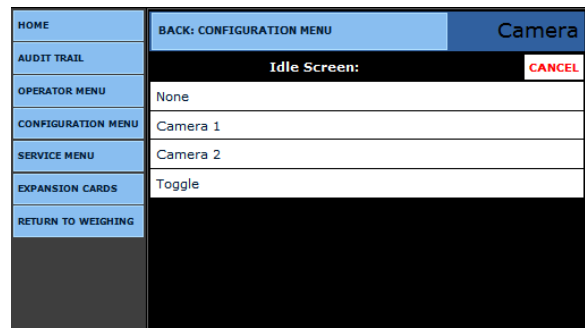 HOME
AUDIT TRAIL
OPERATOR MENU
CONFIGURATION MENU
SERVICE MENU
EXPANSION CARDS
RETURN TO WEIGHING
BACK: CONFIGURATION MENU
Camera
Idle Screen:
CANCEL
None
Camera 1
Camera 2
Toggle